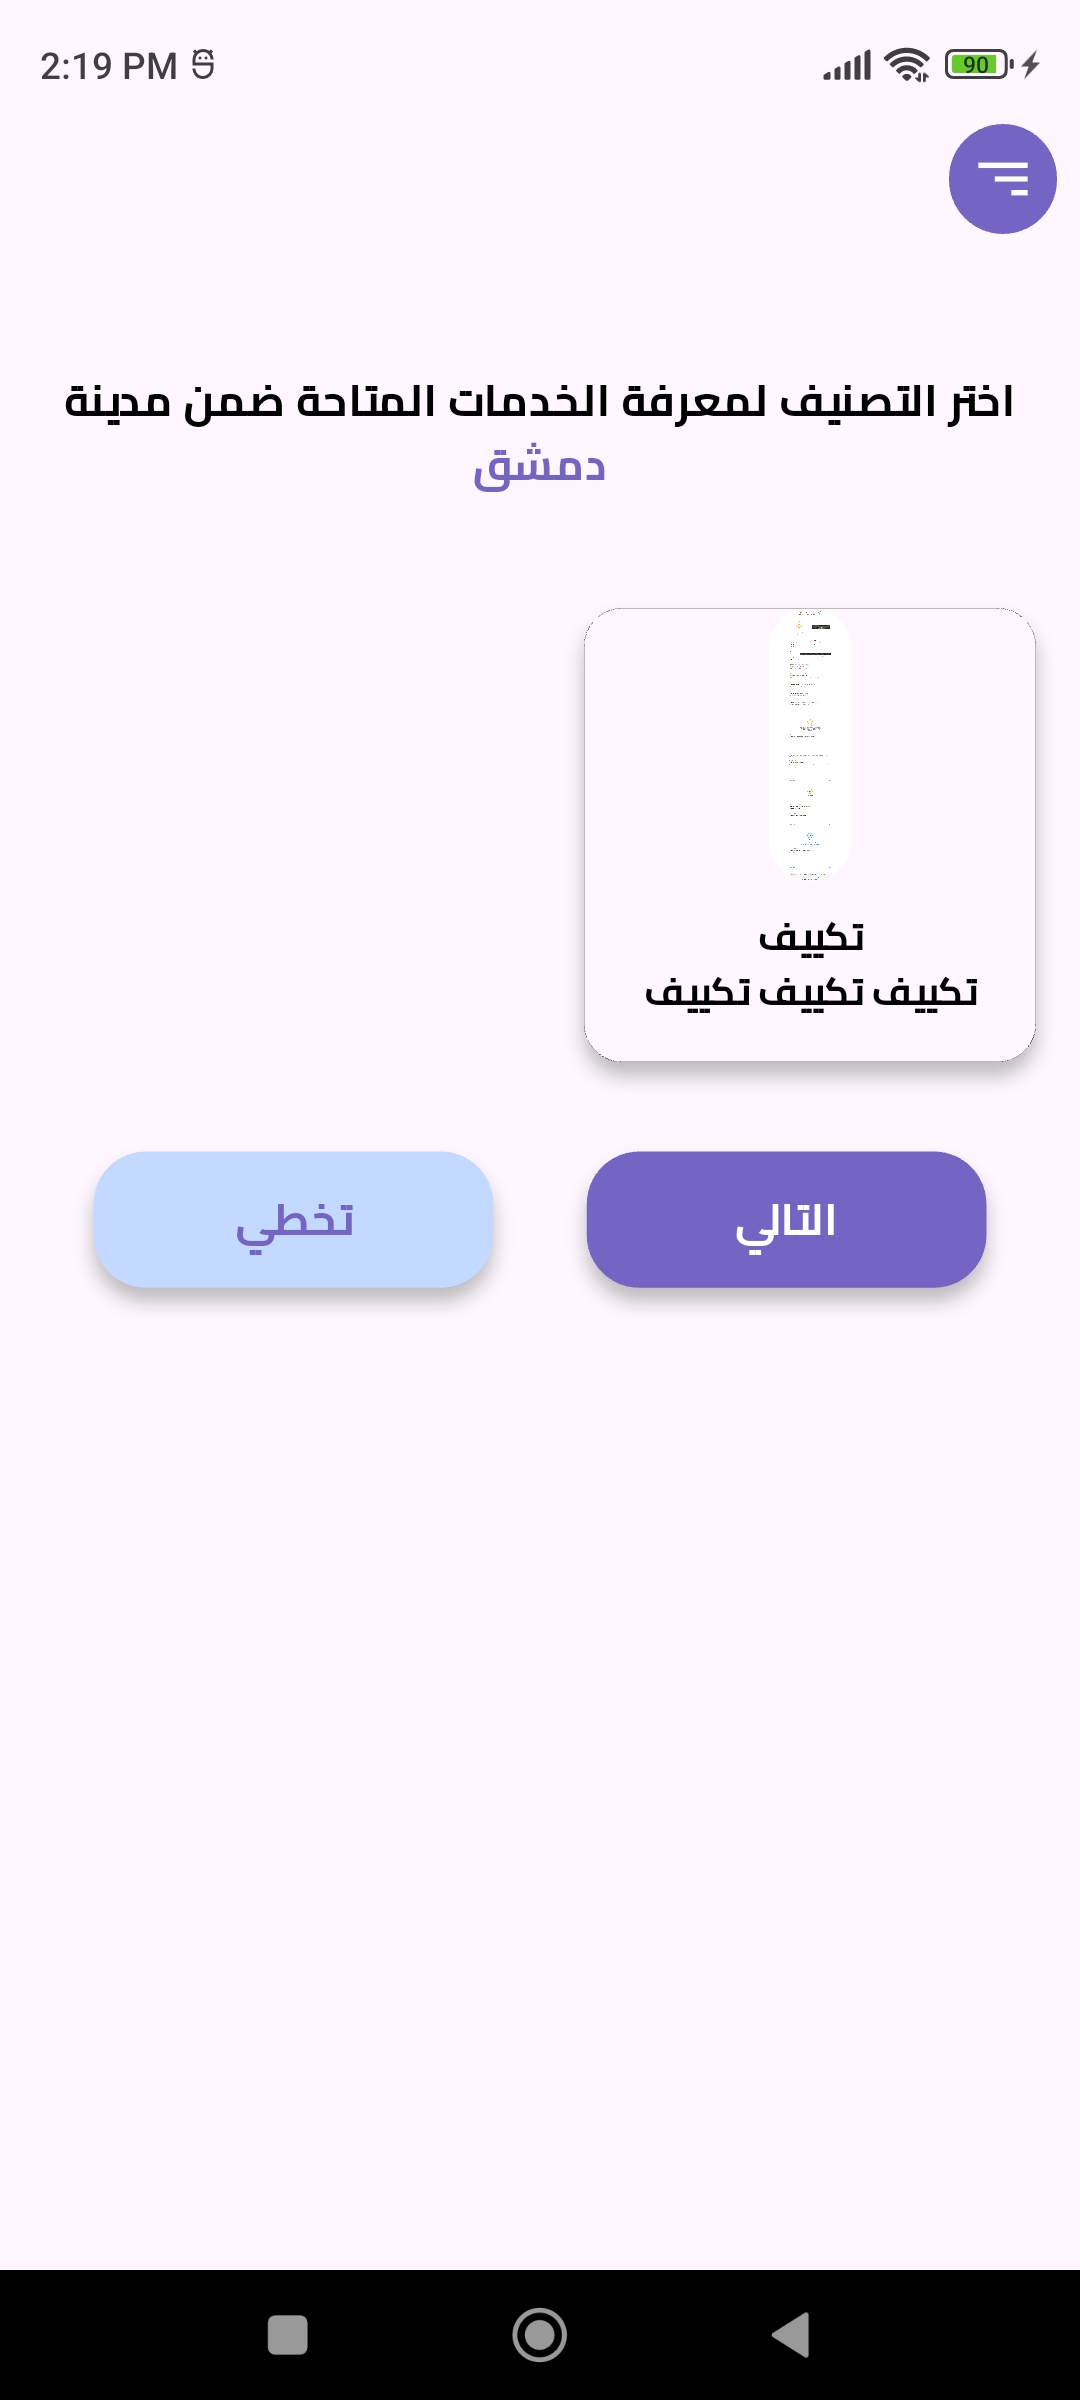 2:19 PM
90
اختر التصنيف لمعرفة الخدمات المتاحة ضمن مدينة
دمشق
تكييف
تكييف تكييف تكييف
التالي
تخطي